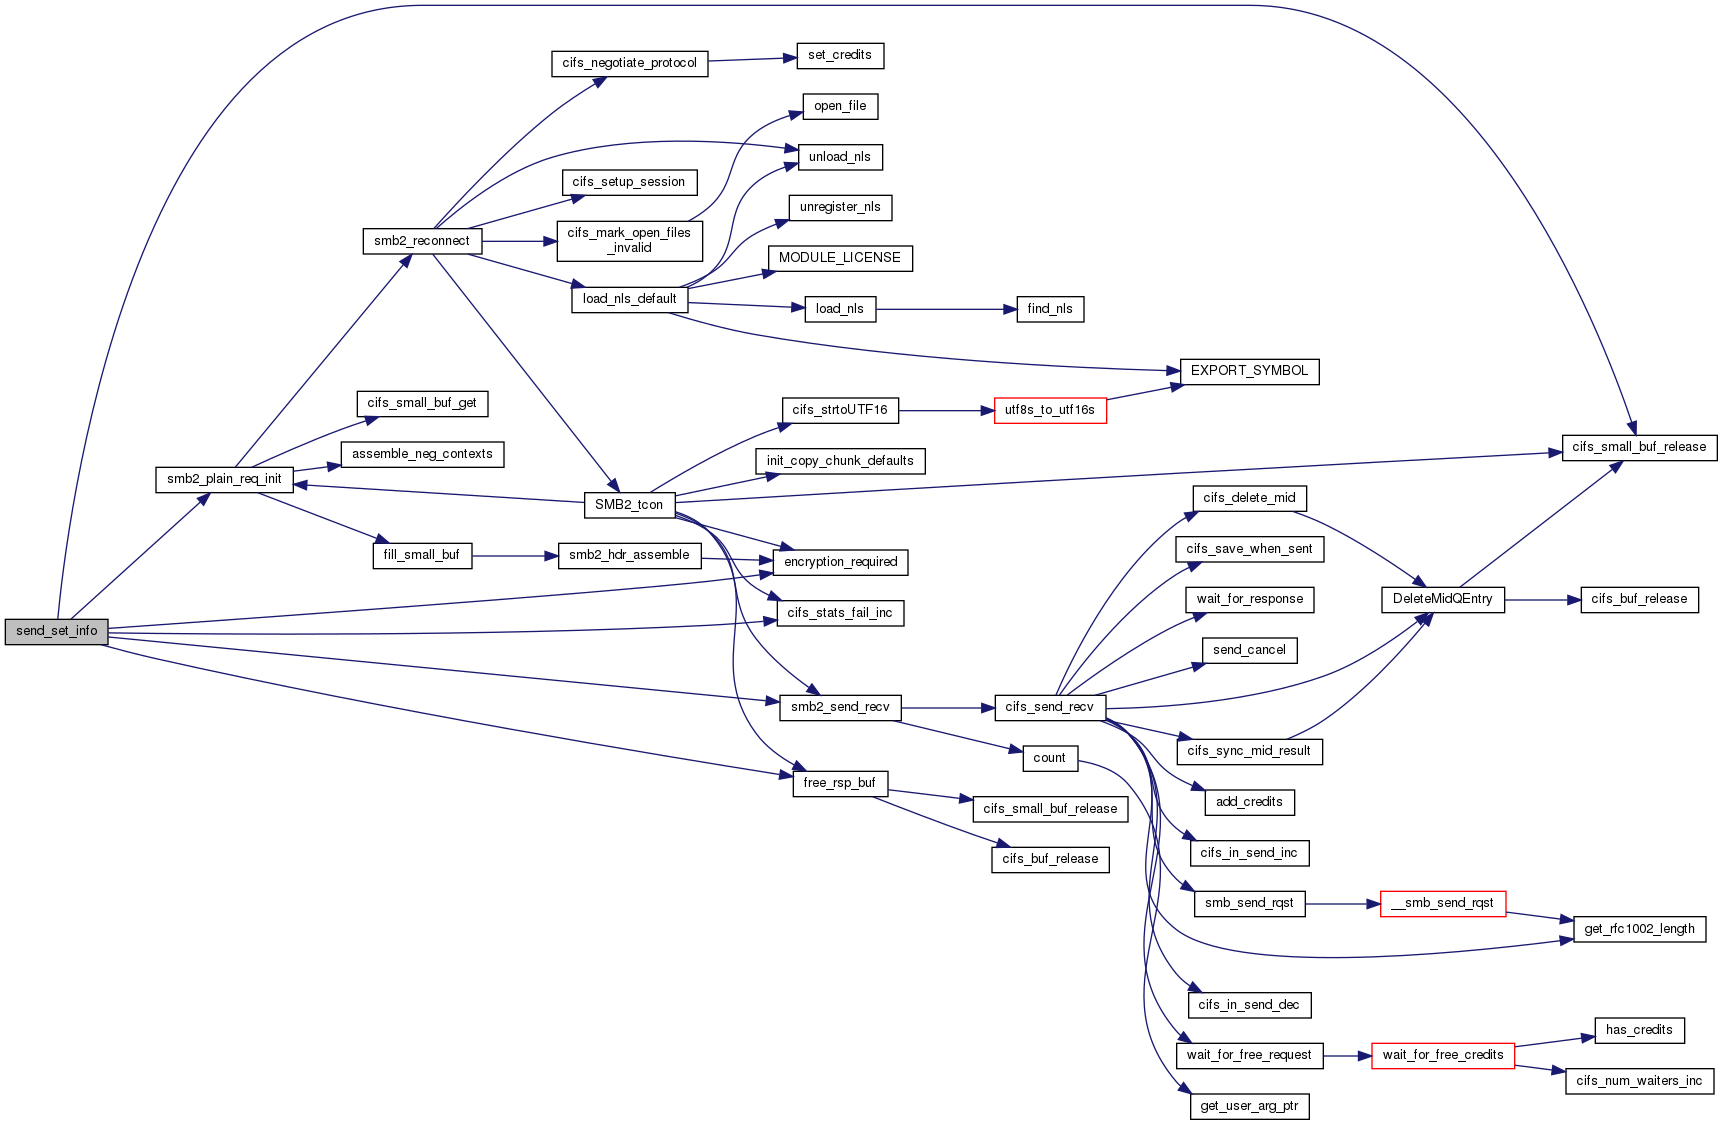 cifs_negotiate_protocol
set_credits
open_file
unload_nls
cifs_setup_session
unregister_nls
smb2_reconnect
cifs_mark_open_files
_invalid
MODULE_LICENSE
load_nls_default
load_nls
find_nls
EXPORT_SYMBOL
cifs_small_buf_get
cifs_strtoUTF16
utf8s_to_utf16s
cifs_small_buf_release
assemble_neg_contexts
init_copy_chunk_defaults
smb2_plain_req_init
SMB2_tcon
cifs_delete_mid
fill_small_buf
smb2_hdr_assemble
encryption_required
cifs_save_when_sent
send_set_info
cifs_stats_fail_inc
wait_for_response
DeleteMidQEntry
cifs_buf_release
send_cancel
smb2_send_recv
cifs_send_recv
count
cifs_sync_mid_result
free_rsp_buf
cifs_small_buf_release
add_credits
cifs_buf_release
cifs_in_send_inc
smb_send_rqst
__smb_send_rqst
get_rfc1002_length
cifs_in_send_dec
wait_for_free_request
wait_for_free_credits
has_credits
cifs_num_waiters_inc
get_user_arg_ptr